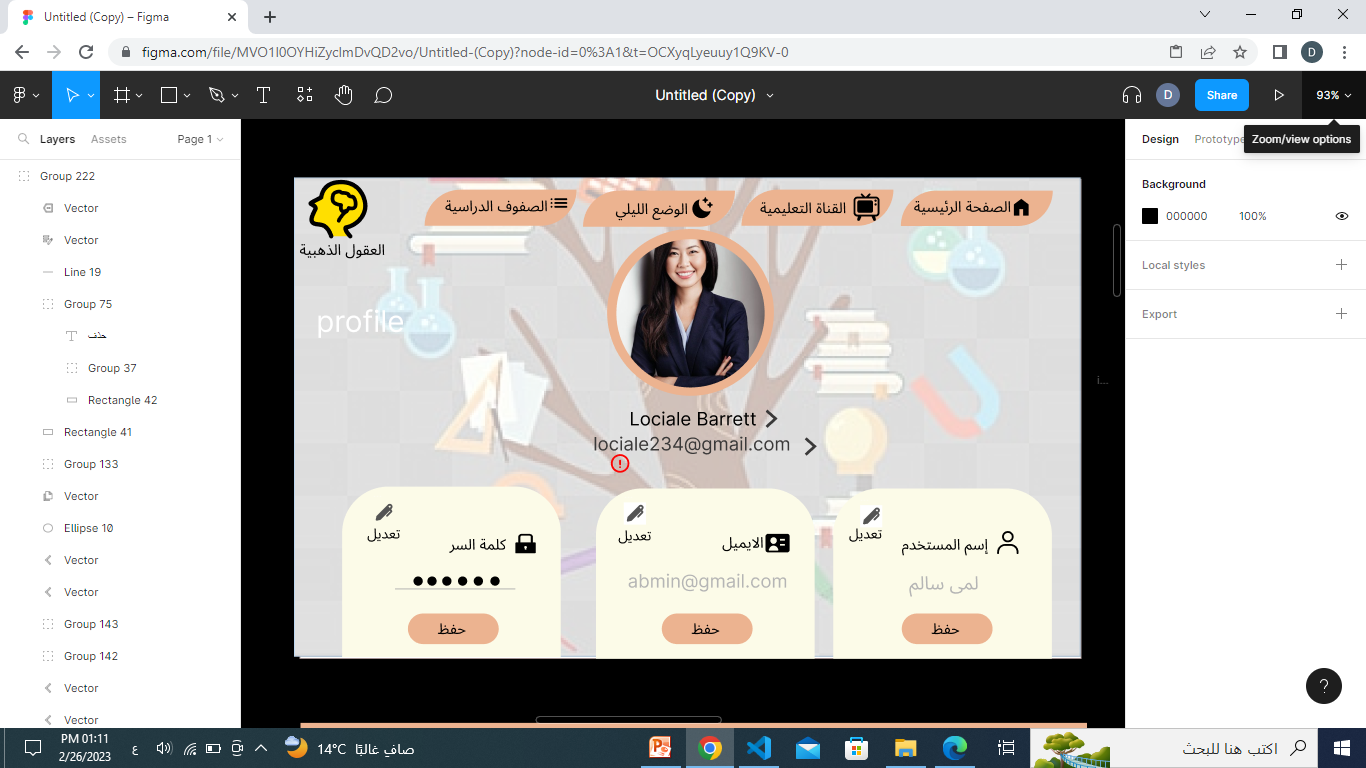 Untitled (Copy) – Figma
figma.com/file/MVO1I0OYHiZyclmDvQD2vo/Untitled-(Copy)?node-id=0%3A1&t=OCXyqLyeuuy1Q9KV-0
D
Untitled (Copy)
D
Share
93%
Layers
Assets
Page 1
Design
Prototype
Zoom/view options
Group 222
Vector
Vector
Line 19
Group 75
حذف
Group 37
Rectangle 42
Rectangle 41
Group 133
Vector
Ellipse 10
Vector
Vector
Group 143
Group 142
Vector
Vector
Background
000000
100%
Local styles
Export
الصفحة الرئيسية
القناة التعليمية
الوضع الليلي
الصفوف الدراسية
العقول الذهبية
profile
i...
Lociale Barrett
lociale234@gmail.com
تعديل
إسم المستخدم
لمى سالم
حفظ
تعديل
الايميل
abmin@gmail.com
حفظ
تعديل
كلمة السر
حفظ
?
PM 01:11
2/26/2023
ع
14°C صافٍ غالبًا
اكتب هنا للبحث